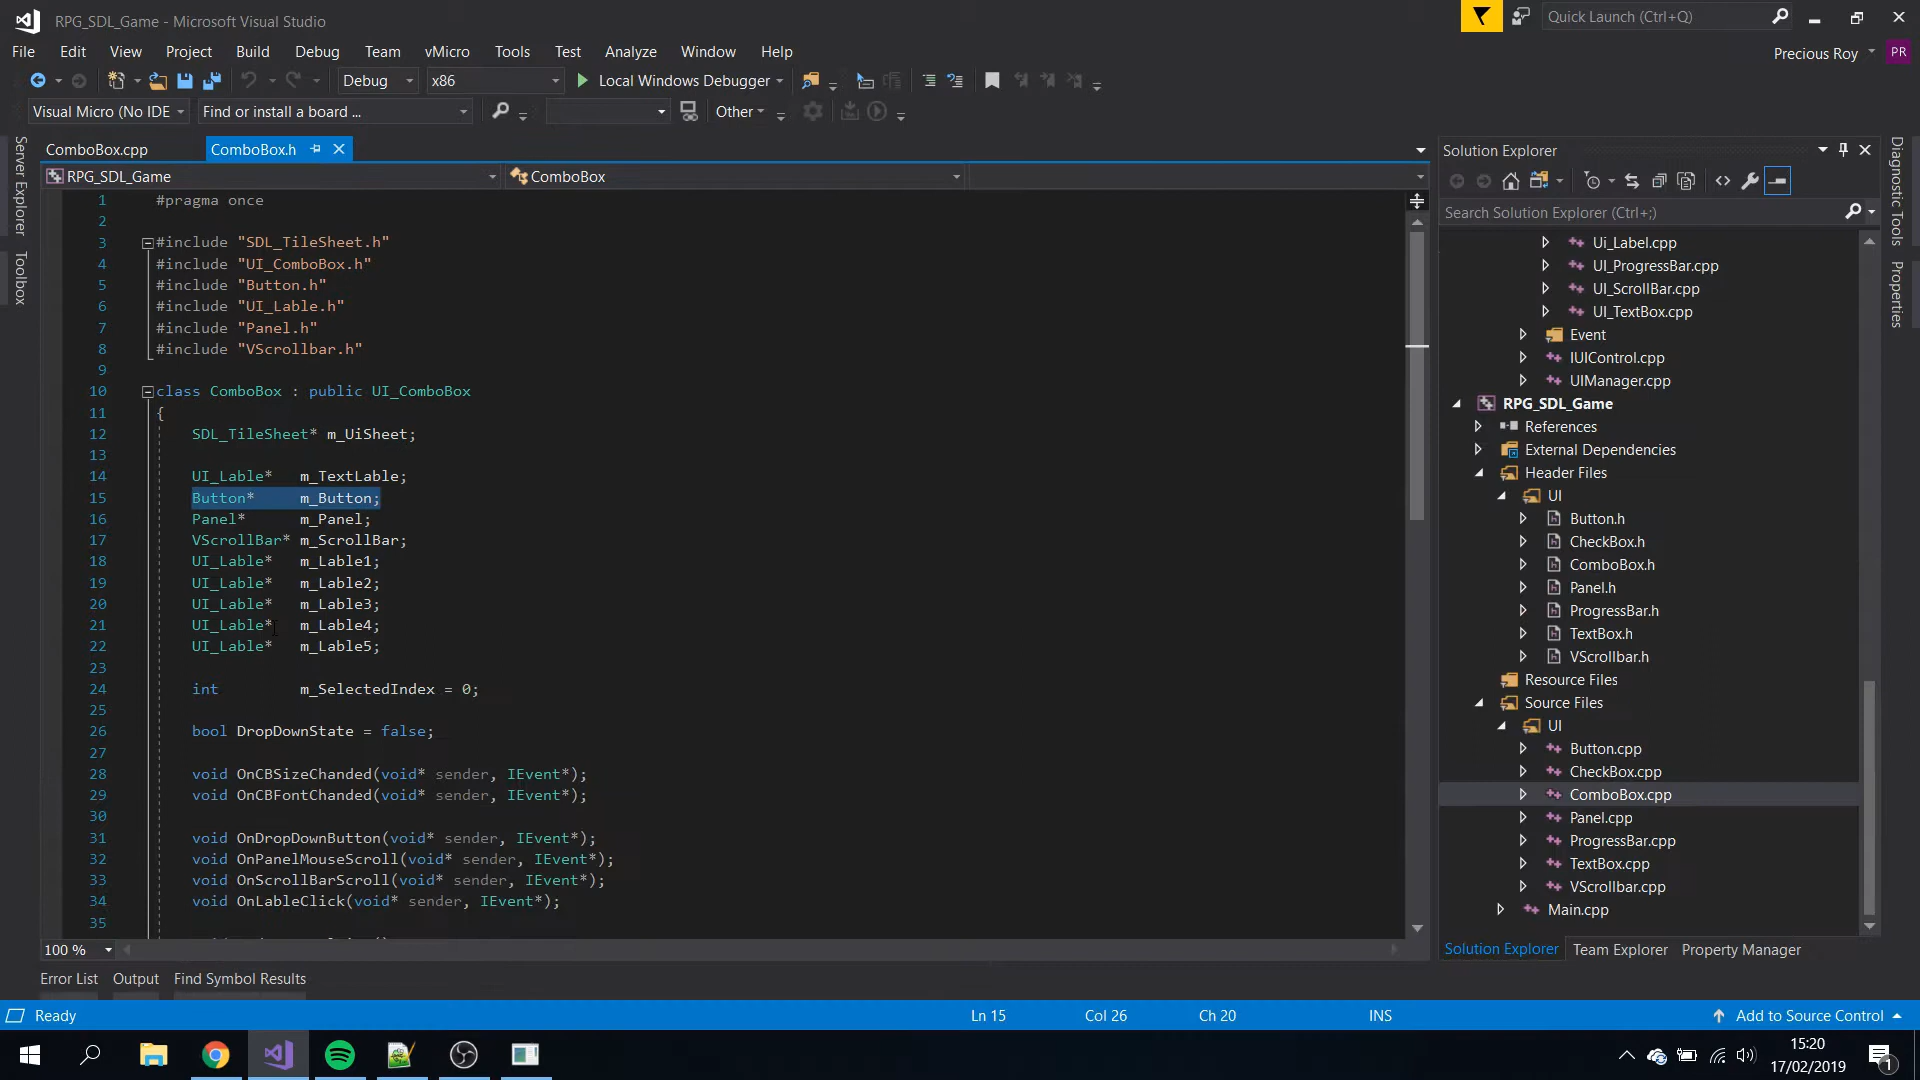 RPG_SDL_Game - Microsoft Visual Studio
Quick Launch (Ctrl+Q)
File Edit View Project Build Debug Team vMicro Tools Test Analyze Window Help
Precious Roy PR
Debug x86 Local Windows Debugger
Visual Micro (No IDE Find or install a board ... Other
Server Explorer
Toolbox
ComboBox.cpp ComboBox.h
RPG_SDL_Game ComboBox
1 #pragma once
2
3 #include "SDL_TileSheet.h"
4 #include "UI_ComboBox.h"
5 #include "Button.h"
6 #include "UI_Lable.h"
7 #include "Panel.h"
8 #include "VScrollbar.h"
9
10 class ComboBox : public UI_ComboBox
11 {
12 SDL_TileSheet* m_UiSheet;
13
14 UI_Lable* m_TextLable;
15 Button* m_Button;
16 Panel* m_Panel;
17 VScrollBar* m_ScrollBar;
18 UI_Lable* m_Lable1;
19 UI_Lable* m_Lable2;
20 UI_Lable* m_Lable3;
21 UI_Lable* m_Lable4;
22 UI_Lable* m_Lable5;
23
24 int m_SelectedIndex = 0;
25
26 bool DropDownState = false;
27
28 void OnCBSizeChanded(void* sender, IEvent*);
29 void OnCBFontChanded(void* sender, IEvent*);
30
31 void OnDropDownButton(void* sender, IEvent*);
32 void OnPanelMouseScroll(void* sender, IEvent*);
33 void OnScrollBarScroll(void* sender, IEvent*);
34 void OnLableClick(void* sender, IEvent*);
35
100 %
Solution Explorer
Search Solution Explorer (Ctrl+;)
Ui_Label.cpp
UI_ProgressBar.cpp
UI_ScrollBar.cpp
UI_TextBox.cpp
Event
IUIControl.cpp
UIManager.cpp
RPG_SDL_Game
References
External Dependencies
Header Files
UI
Button.h
CheckBox.h
ComboBox.h
Panel.h
ProgressBar.h
TextBox.h
VScrollbar.h
Resource Files
Source Files
UI
Button.cpp
CheckBox.cpp
ComboBox.cpp
Panel.cpp
ProgressBar.cpp
TextBox.cpp
VScrollbar.cpp
Main.cpp
Solution Explorer Team Explorer Property Manager
Diagnostic Tools
Properties
Error List Output Find Symbol Results
Ready Ln 15 Col 26 Ch 20 INS Add to Source Control
15:20
17/02/2019
1